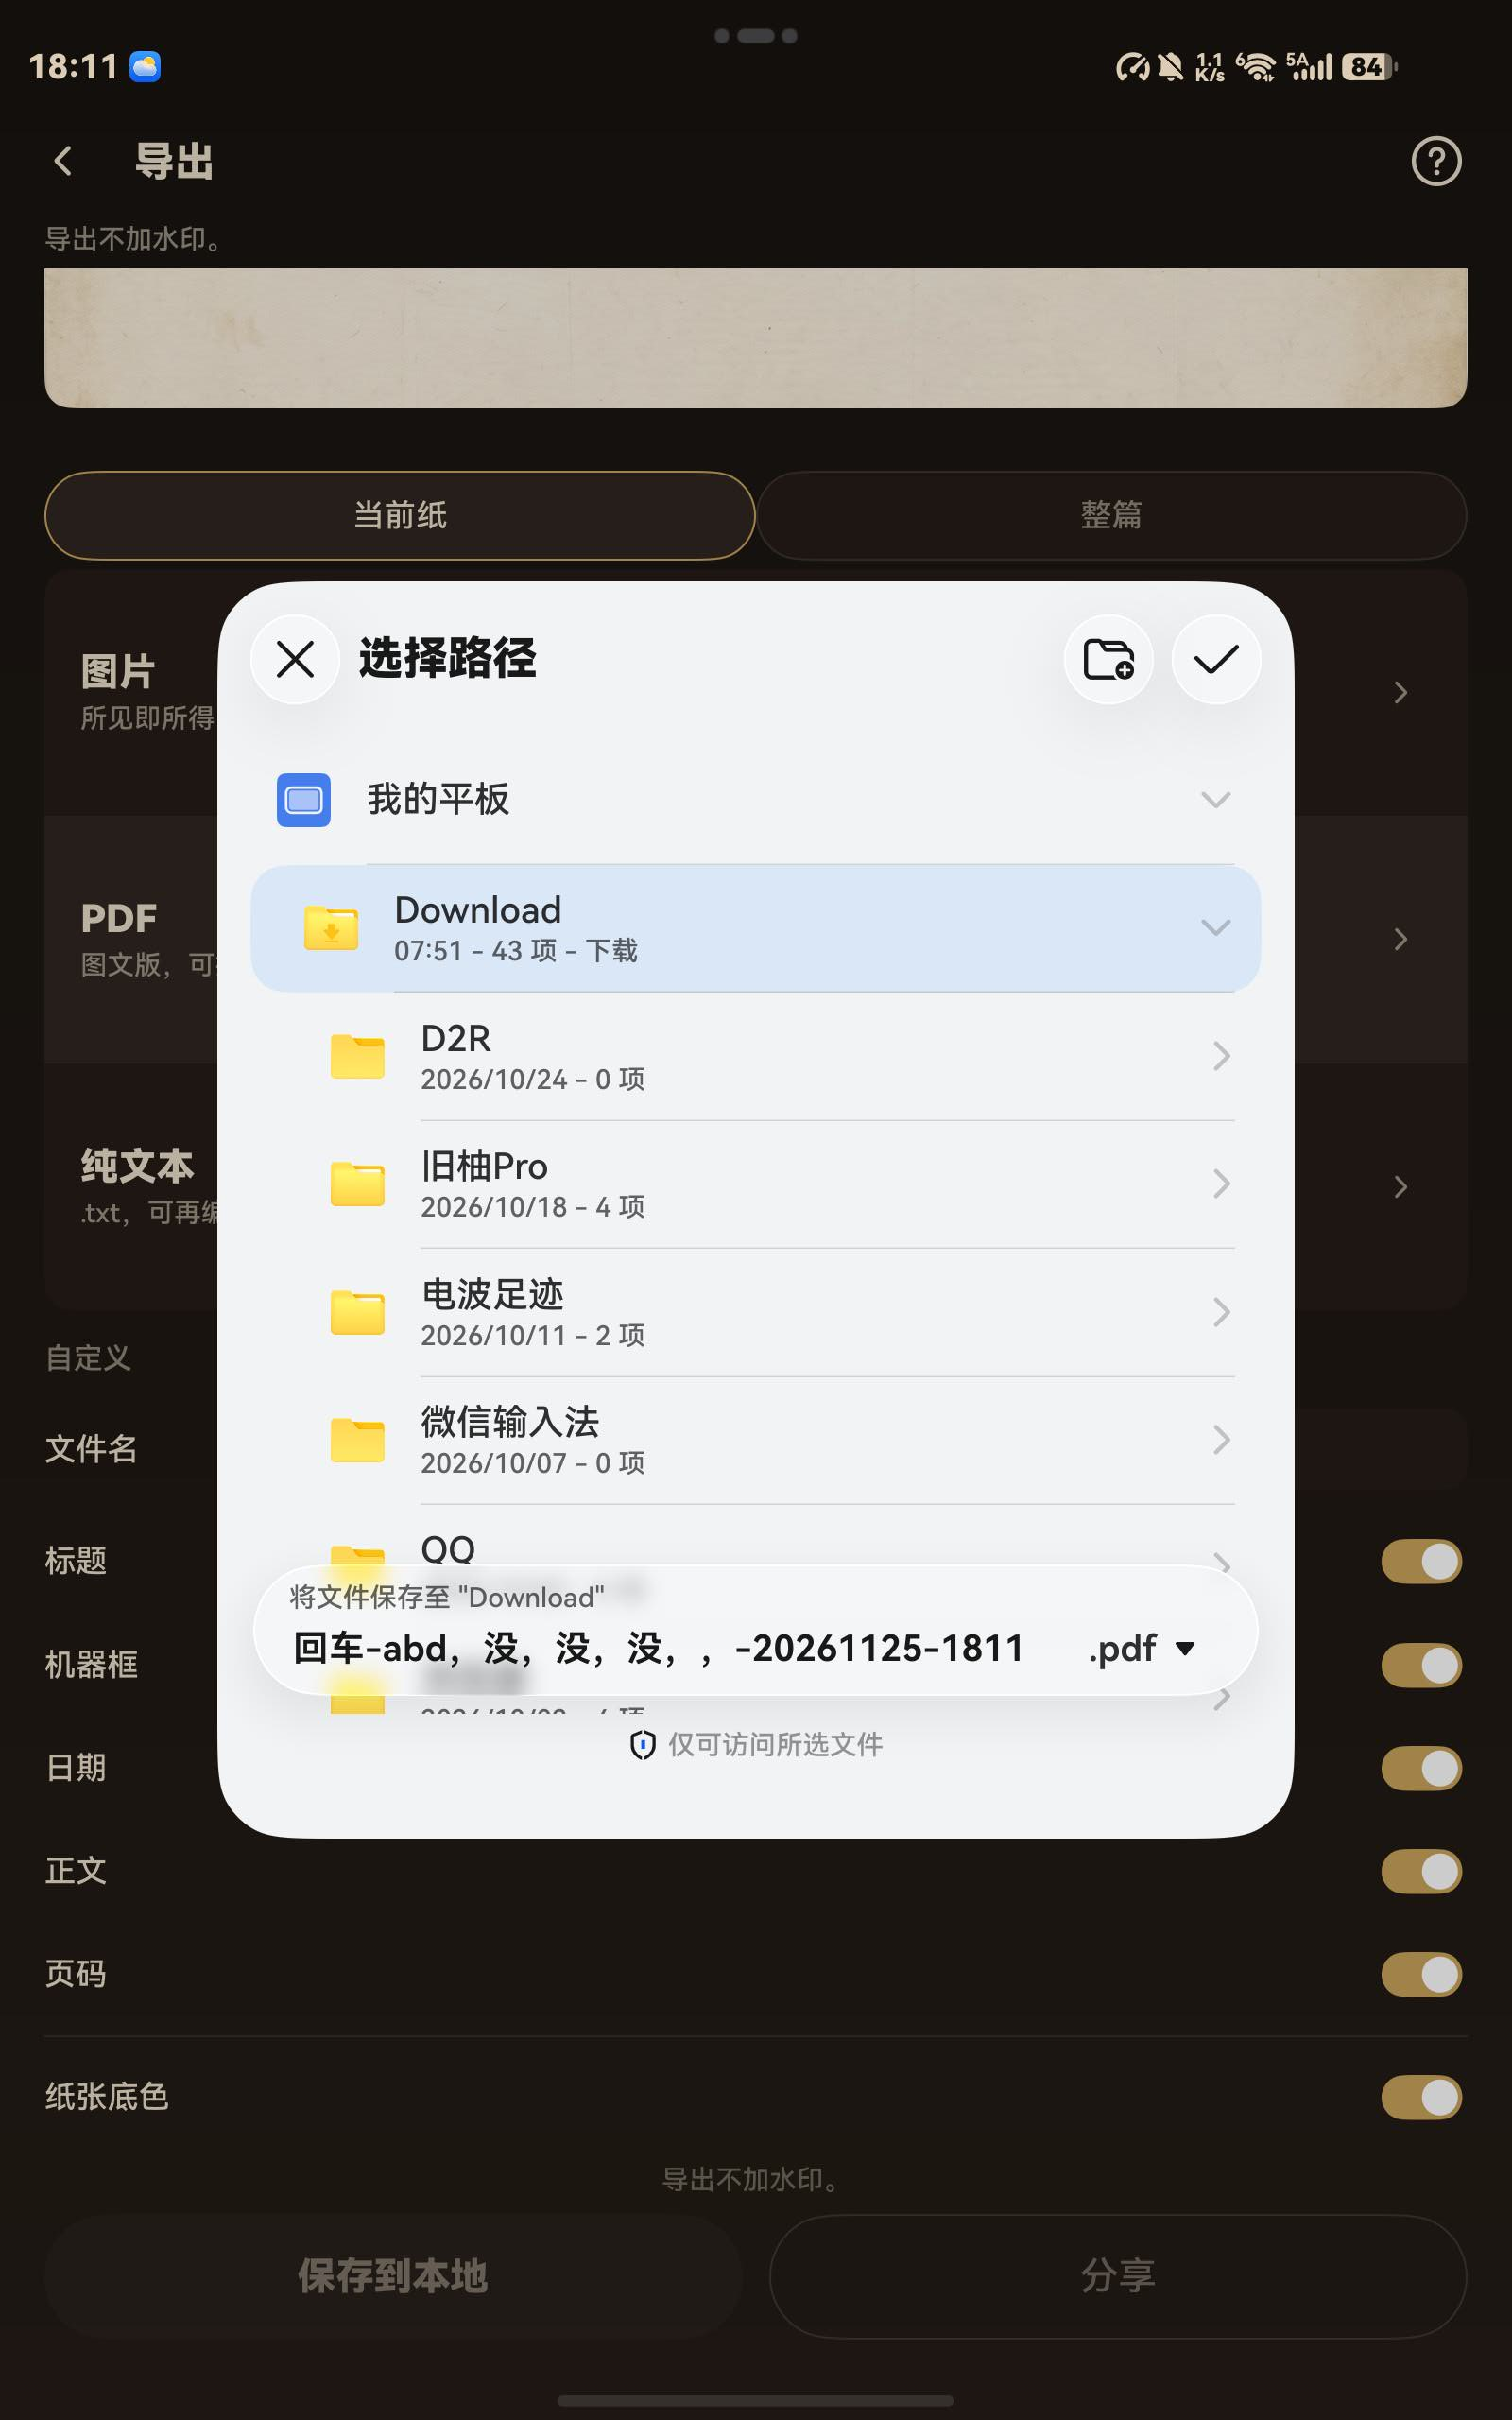 18:11
1.1 K/s
6
5A
84
导出
导出不加水印。
当前纸
整篇
图片
所见即所得
选择路径
我的平板
Download
07:51 - 43 项 - 下载
PDF
图文版，可
D2R
2026/10/24 - 0 项
旧柚Pro
2026/10/18 - 4 项
纯文本
.txt，可再编
电波足迹
2026/10/11 - 2 项
自定义
微信输入法
2026/10/07 - 0 项
文件名
QQ
标题
将文件保存至 "Download"
回车-abd，没，没，没，，-20261125-1811 .pdf
机器框
仅可访问所选文件
日期
正文
页码
纸张底色
导出不加水印。
保存到本地
分享